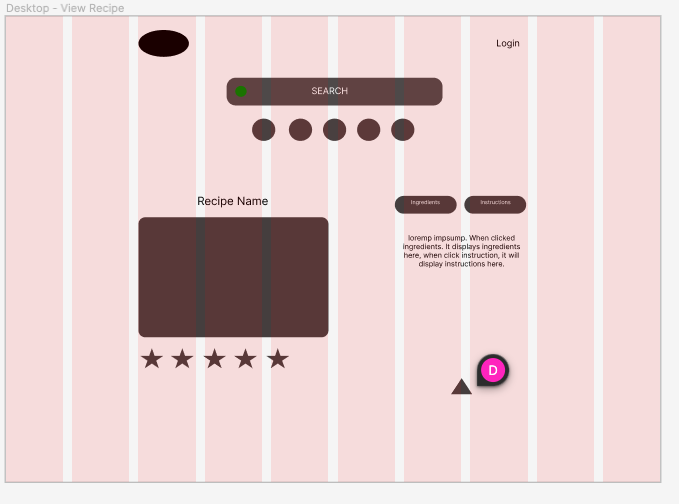 Desktop - View Recipe
Login
SEARCH
Recipe Name
Ingredients
Instructions
loremp impsump. When clicked
ingredients. It displays ingredients
here, when click instruction, it will
display instructions here.
D